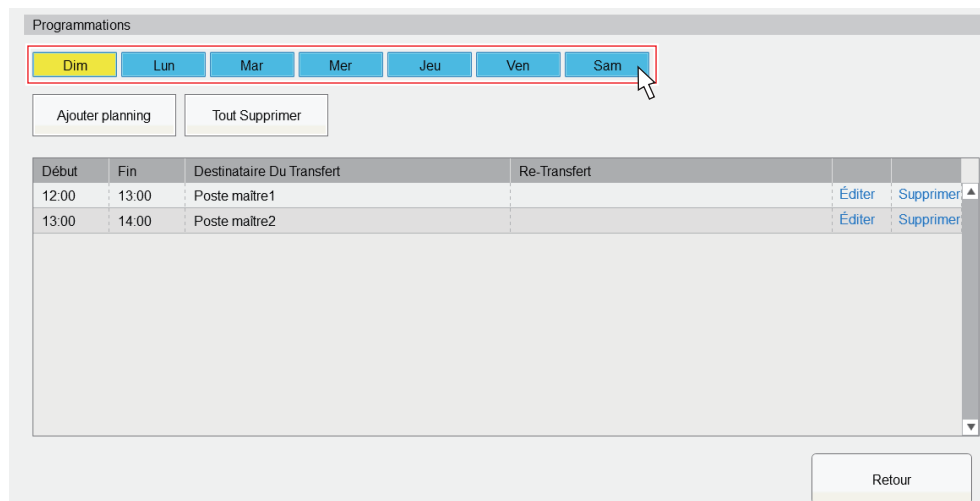 Programmations
Dim Lun Mar Mer Jeu Ven Sam
Ajouter planning Tout Supprimer
Début Fin Destinataire Du Transfert Re-Transfert
12:00 13:00 Poste maître1 Éditer Supprimer
13:00 14:00 Poste maître2 Éditer Supprimer
Retour